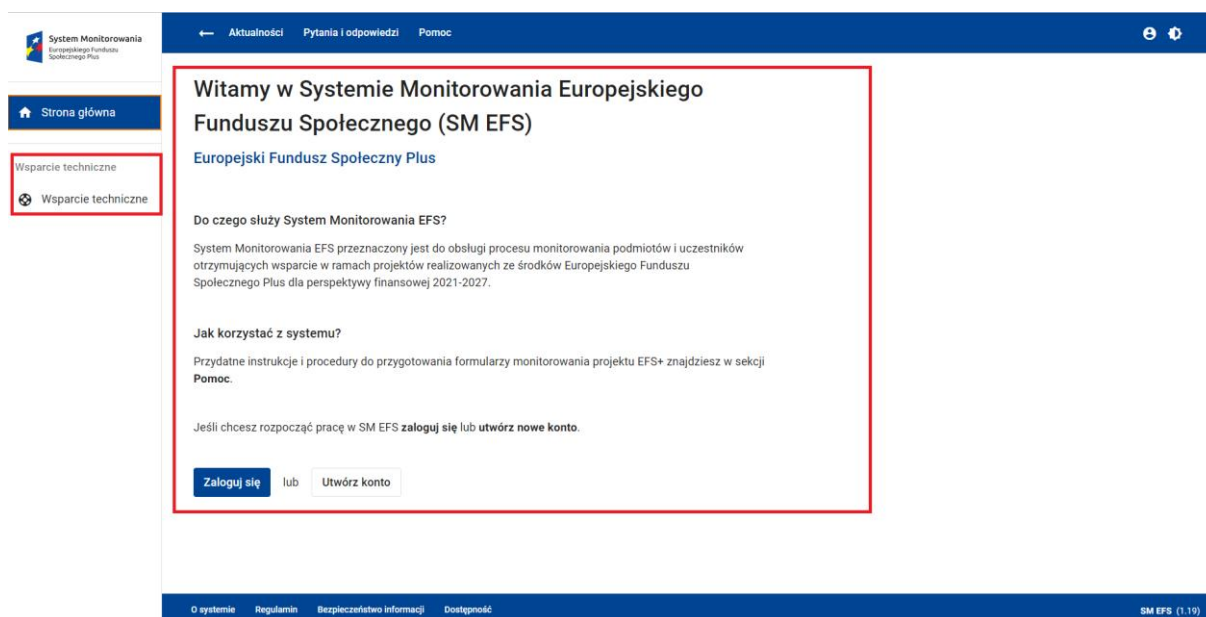 System Monitorowania
Europejskiego Funduszu
Społecznego Plus
Aktualności Pytania i odpowiedzi Pomoc
Strona główna
Wsparcie techniczne
Wsparcie techniczne
Witamy w Systemie Monitorowania Europejskiego
Funduszu Społecznego (SM EFS)
Europejski Fundusz Społeczny Plus
Do czego służy System Monitorowania EFS?
System Monitorowania EFS przeznaczony jest do obsługi procesu monitorowania podmiotów i uczestników
otrzymujących wsparcie w ramach projektów realizowanych ze środków Europejskiego Funduszu
Społecznego Plus dla perspektywy finansowej 2021-2027.
Jak korzystać z systemu?
Przydatne instrukcje i procedury do przygotowania formularzy monitorowania projektu EFS+ znajdziesz w sekcji
Pomoc.
Jeśli chcesz rozpocząć pracę w SM EFS zaloguj się lub utwórz nowe konto.
Zaloguj się lub Utwórz konto
O systemie Regulamin Bezpieczeństwo informacji Dostępność SM EFS (1.19)